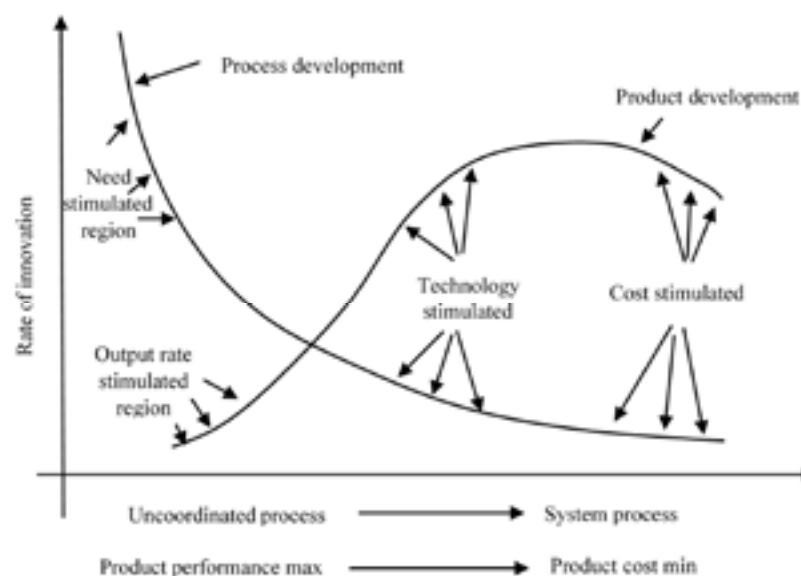 Process development
Product development
Need
stimulated
region
Rate of innovation
Technology
stimulated
Cost stimulated
Output rate
stimulated
region
Uncoordinated process
System process
Product performance max
Product cost min